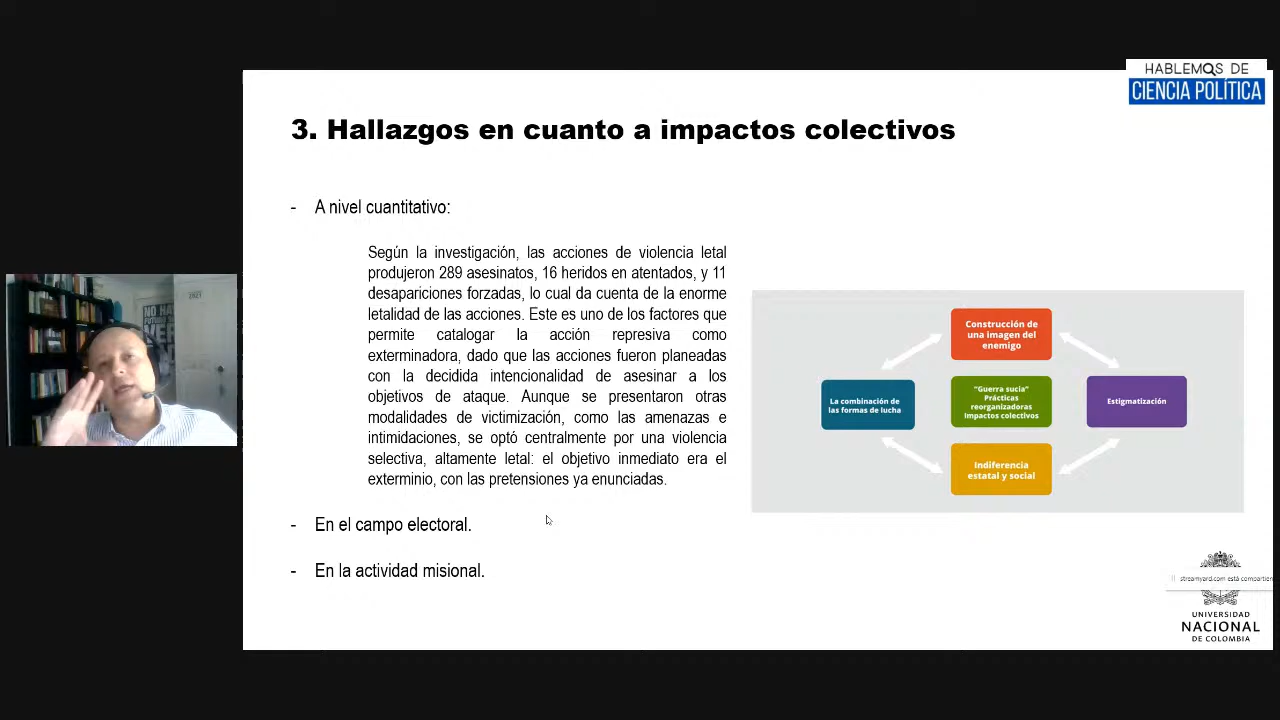 HABLEMOS DE
CIENCIA POLÍTICA
3. Hallazgos en cuanto a impactos colectivos
- A nivel cuantitativo:
Según la investigación, las acciones de violencia letal
produjeron 289 asesinatos, 16 heridos en atentados, y 11
desapariciones forzadas, lo cual da cuenta de la enorme
letalidad de las acciones. Este es uno de los factores que
permite catalogar la acción represiva como
exterminadora, dado que las acciones fueron planeadas
con la decidida intencionalidad de asesinar a los
objetivos de ataque. Aunque se presentaron otras
modalidades de victimización, como las amenazas e
intimidaciones, se optó centralmente por una violencia
selectiva, altamente letal: el objetivo inmediato era el
exterminio, con las pretensiones ya enunciadas.
- En el campo electoral.
- En la actividad misional.
Construcción de
una imagen del
enemigo
La combinación de
las formas de lucha
"Guerra sucia"
Prácticas
reorganizadoras
Impactos colectivos
Estigmatización
Indiferencia
estatal y social
streamyard.com está compartien
UNIVERSIDAD
NACIONAL
DE COLOMBIA
NO HAY
FUTURO